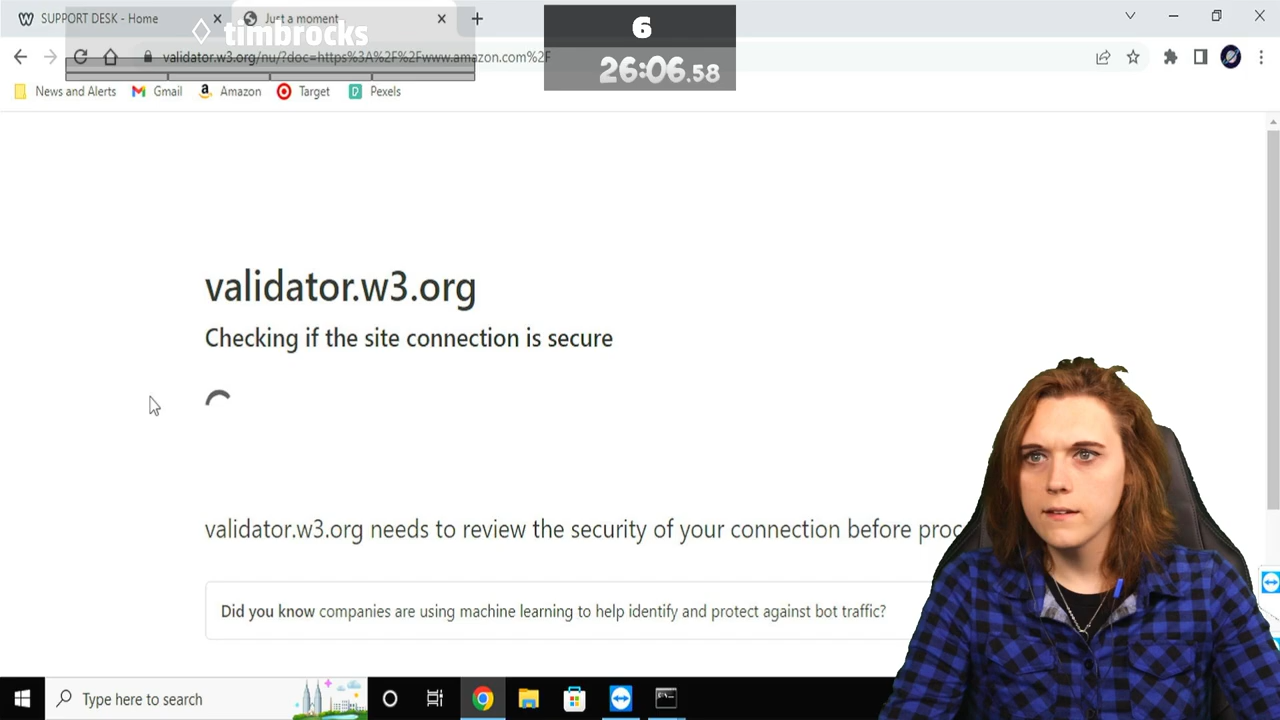 SUPPORT DESK - Home
Just a moment
timbrocks
6
26:06.58
validator.w3.org/nu/?doc=https%3A%2F%2Fwww.amazon.com%2F
News and Alerts
Gmail
Amazon
Target
Pexels
validator.w3.org
Checking if the site connection is secure
validator.w3.org needs to review the security of your connection before proc
Did you know companies are using machine learning to help identify and protect against bot traffic?
Type here to search